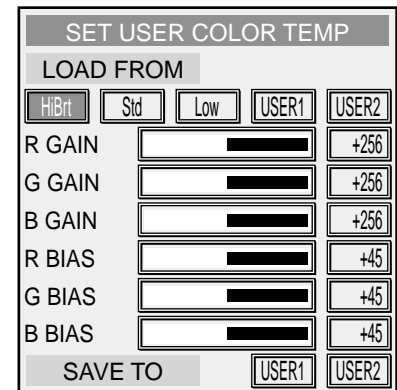 SET USER COLOR TEMP
LOAD FROM
HiBrt Std Low USER1 USER2
R GAIN +256
G GAIN +256
B GAIN +256
R BIAS +45
G BIAS +45
B BIAS +45
SAVE TO USER1 USER2